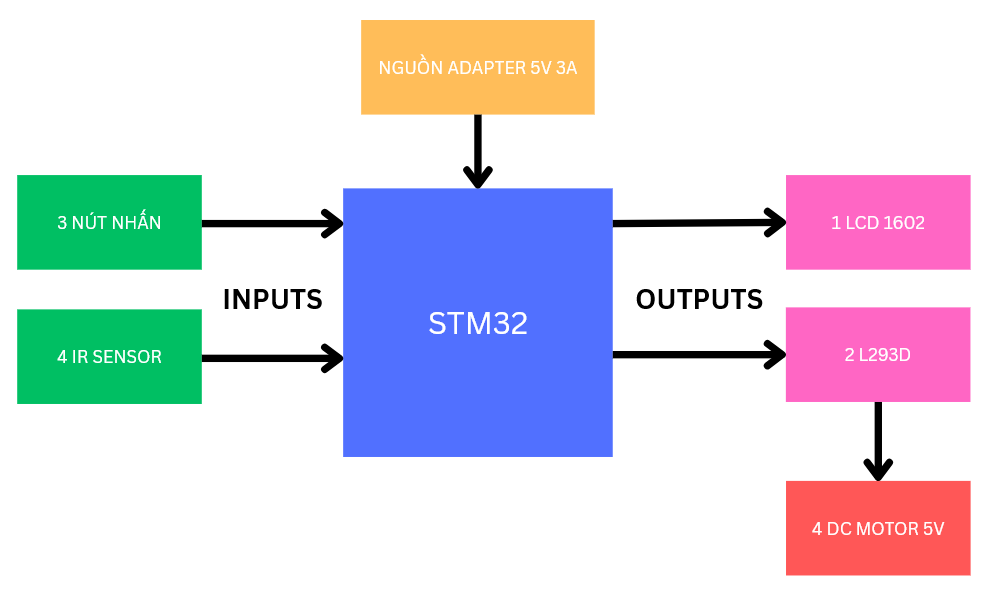 NGUỒN ADAPTER 5V 3A
3 NÚT NHẤN
1 LCD 1602
INPUTS
OUTPUTS
STM32
4 IR SENSOR
2 L293D
4 DC MOTOR 5V